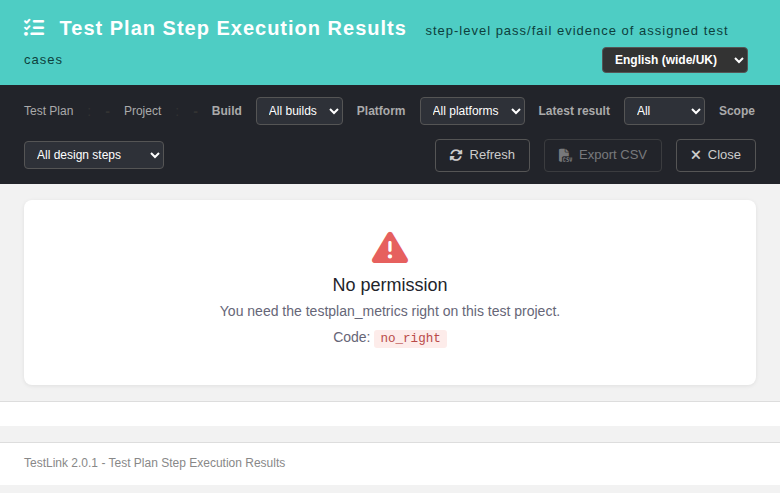 Test Plan Step Execution Results step-level pass/fail evidence of assigned test
cases English (wide/UK)
Test Plan : - Project : - Build All builds Platform All platforms Latest result All Scope
All design steps Refresh Export CSV Close
No permission
You need the testplan_metrics right on this test project.
Code: no_right
TestLink 2.0.1 - Test Plan Step Execution Results